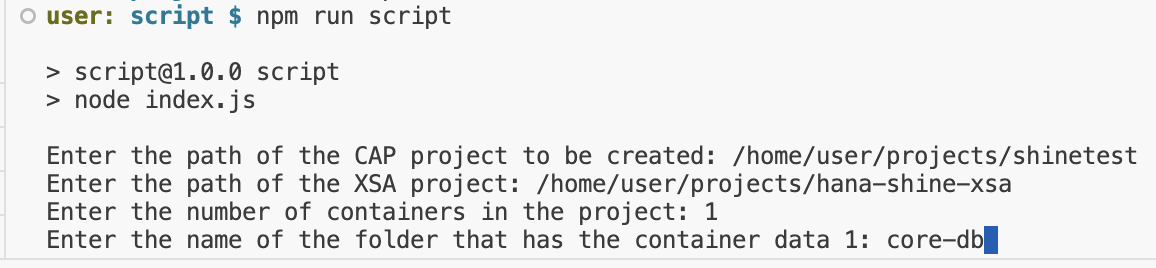 user: script $ npm run script
> script@1.0.0 script
> node index.js
Enter the path of the CAP project to be created: /home/user/projects/shinetest
Enter the path of the XSA project: /home/user/projects/hana-shine-xsa
Enter the number of containers in the project: 1
Enter the name of the folder that has the container data 1: core-db